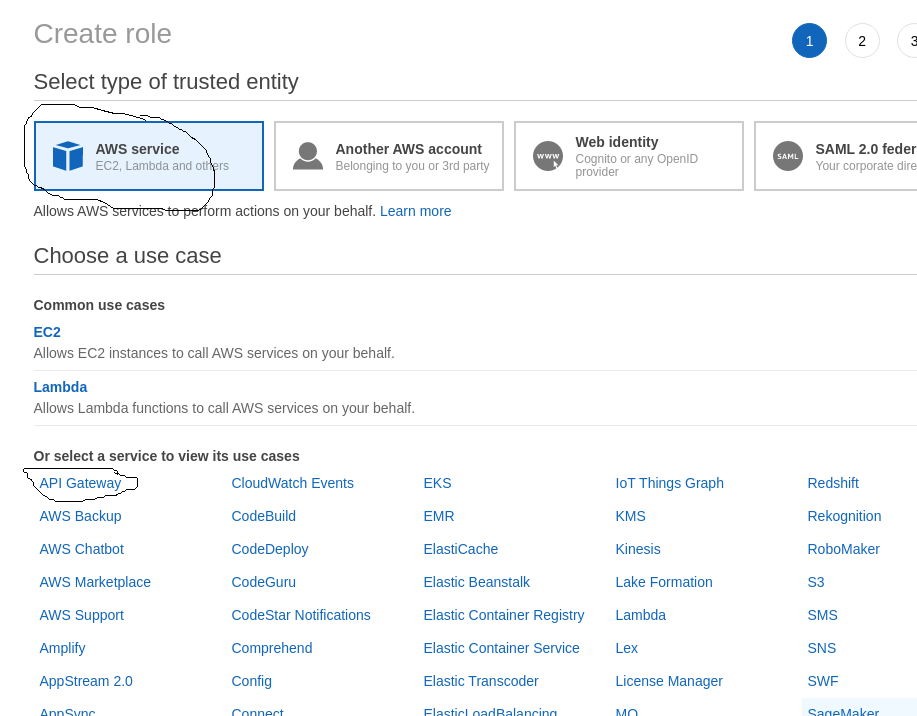 Create role
1 2 3
Select type of trusted entity
AWS service
EC2, Lambda and others
Another AWS account
Belonging to you or 3rd party
WWW
Web identity
Cognito or any OpenID
provider
SAML
SAML 2.0 feder
Your corporate dire
Allows AWS services to perform actions on your behalf. Learn more
Choose a use case
Common use cases
EC2
Allows EC2 instances to call AWS services on your behalf.
Lambda
Allows Lambda functions to call AWS services on your behalf.
Or select a service to view its use cases
API Gateway CloudWatch Events EKS IoT Things Graph Redshift
AWS Backup CodeBuild EMR KMS Rekognition
AWS Chatbot CodeDeploy ElastiCache Kinesis RoboMaker
AWS Marketplace CodeGuru Elastic Beanstalk Lake Formation S3
AWS Support CodeStar Notifications Elastic Container Registry Lambda SMS
Amplify Comprehend Elastic Container Service Lex SNS
AppStream 2.0 Config Elastic Transcoder License Manager SWF
AppSync Connect ElasticLoadBalancing MQ SageMaker